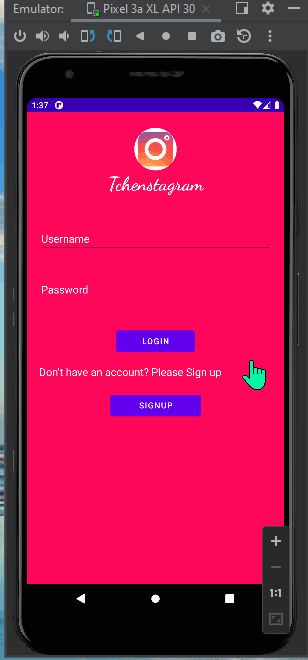 Emulator: Pixel 3a XL API 30
1:37
Tchenstagram
Username
Password
LOGIN
Don't have an account? Please Sign up
SIGNUP
1:1